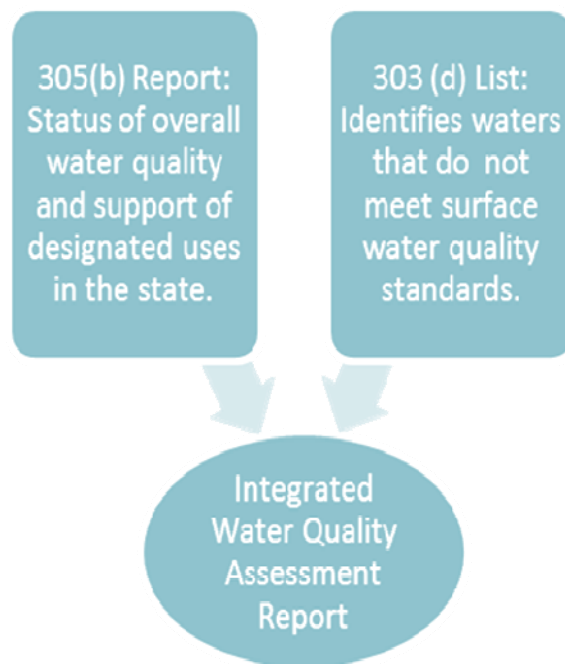 305(b) Report:
Status of overall
water quality
and support of
designated uses
in the state.
303 (d) List:
Identifies waters
that do not
meet surface
water quality
standards.
Integrated
Water Quality
Assessment
Report